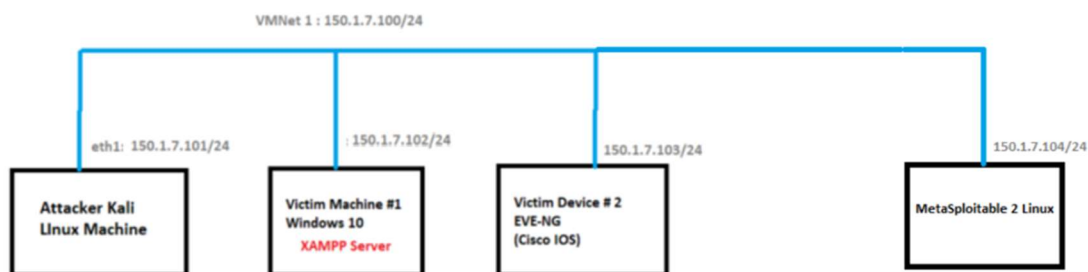 VMNet 1 : 150.1.7.100/24
eth1: 150.1.7.101/24
: 150.1.7.102/24
150.1.7.103/24
150.1.7.104/24
Attacker Kali
LInux Machine
Victim Machine #1
Windows 10
XAMPP Server
Victim Device # 2
EVE-NG
(Cisco IOS)
MetaSploitable 2 Linux